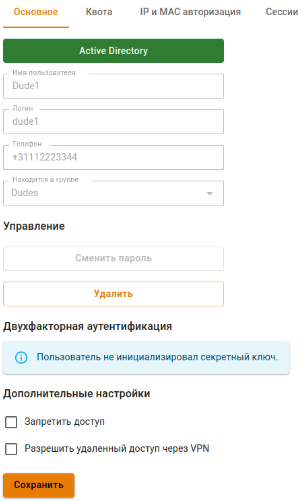 Основное Квота IP и MAC авторизация Сессии
Active Directory
Имя пользователя
Dude1
Логин
dude1
Телефон
+31112223344
Находится в группе
Dudes
Управление
Сменить пароль
Удалить
Двухфакторная аутентификация
Пользователь не инициализировал секретный ключ.
Дополнительные настройки
Запретить доступ
Разрешить удаленный доступ через VPN
Сохранить